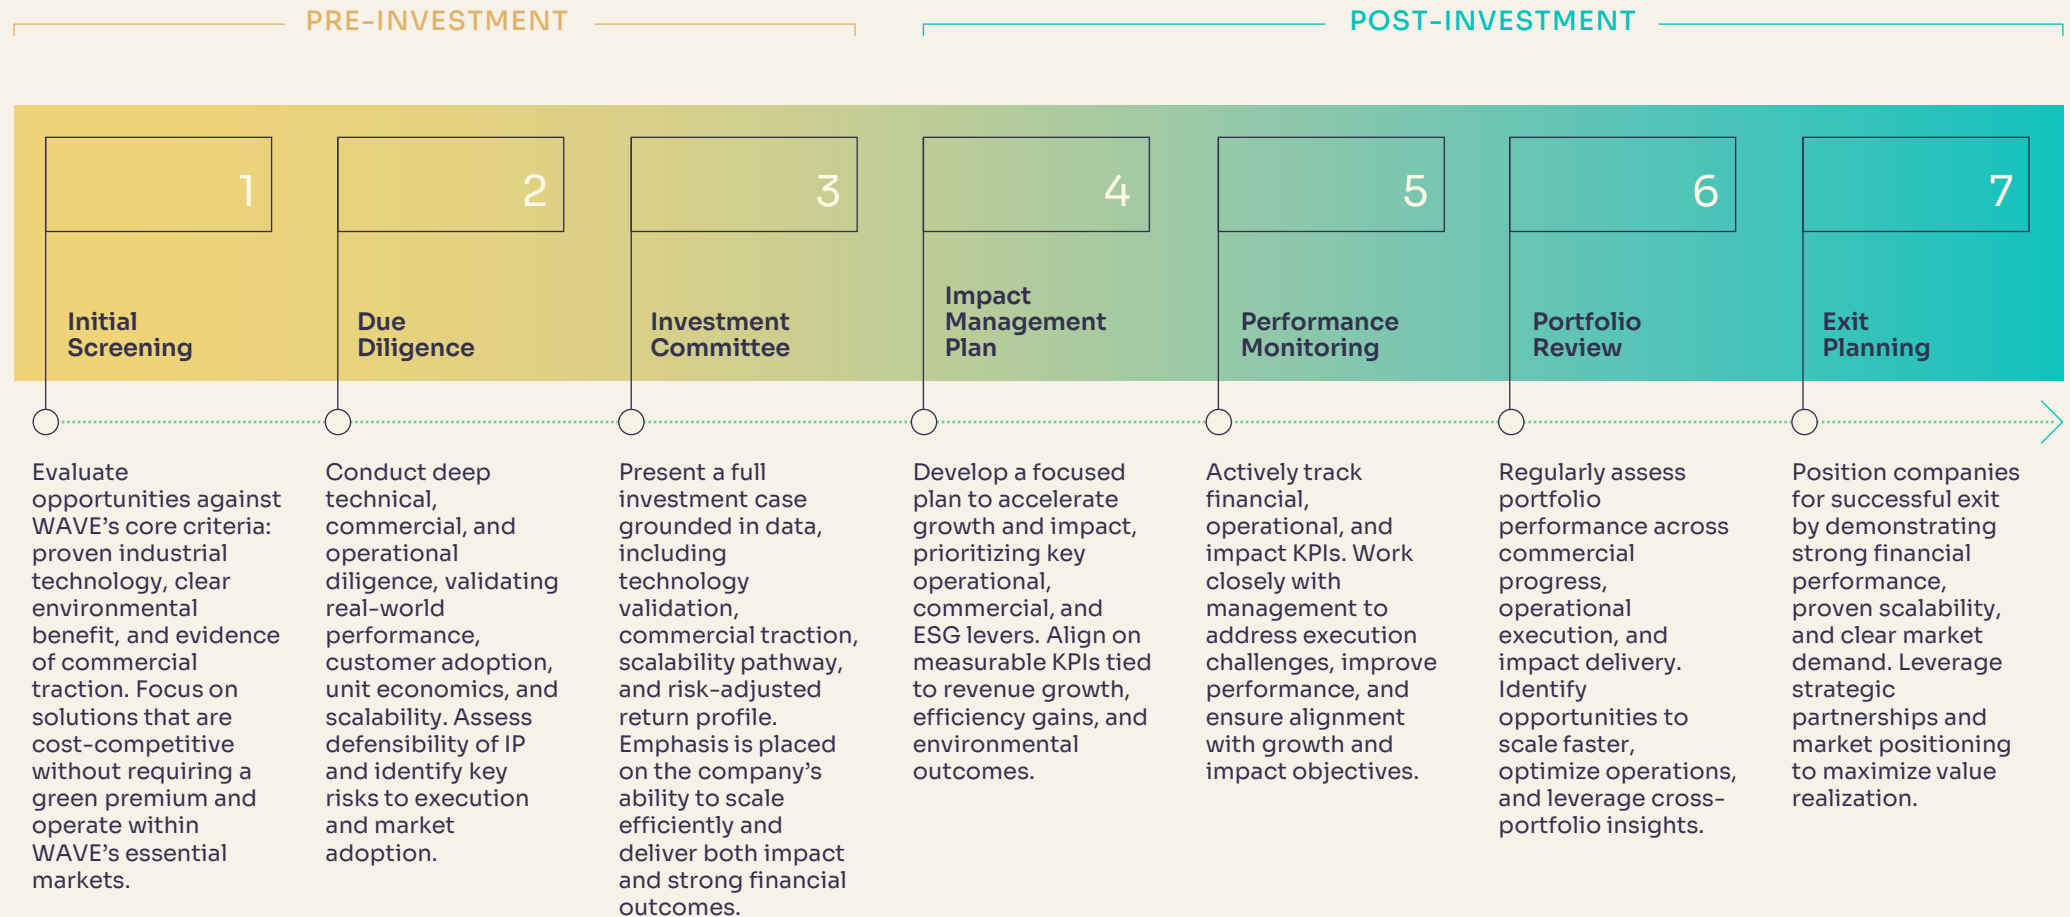 PRE-INVESTMENT
POST-INVESTMENT
1
Initial
Screening
Evaluate
opportunities against
WAVE’s core criteria:
proven industrial
technology, clear
environmental
benefit, and evidence
of commercial
traction. Focus on
solutions that are
cost-competitive
without requiring a
green premium and
operate within
WAVE’s essential
markets.
2
Due
Diligence
Conduct deep
technical,
commercial, and
operational
diligence, validating
real-world
performance,
customer adoption,
unit economics, and
scalability. Assess
defensibility of IP
and identify key
risks to execution
and market
adoption.
3
Investment
Committee
Present a full
investment case
grounded in data,
including
technology
validation,
commercial traction,
scalability pathway,
and risk-adjusted
return profile.
Emphasis is placed
on the company’s
ability to scale
efficiently and
deliver both impact
and strong financial
outcomes.
4
Impact
Management
Plan
Develop a focused
plan to accelerate
growth and impact,
prioritizing key
operational,
commercial, and
ESG levers. Align on
measurable KPIs tied
to revenue growth,
efficiency gains, and
environmental
outcomes.
5
Performance
Monitoring
Actively track
financial,
operational, and
impact KPIs. Work
closely with
management to
address execution
challenges, improve
performance, and
ensure alignment
with growth and
impact objectives.
6
Portfolio
Review
Regularly assess
portfolio
performance across
commercial
progress,
operational
execution, and
impact delivery.
Identify
opportunities to
scale faster,
optimize operations,
and leverage cross-
portfolio insights.
7
Exit
Planning
Position companies
for successful exit
by demonstrating
strong financial
performance,
proven scalability,
and clear market
demand. Leverage
strategic
partnerships and
market positioning
to maximize value
realization.